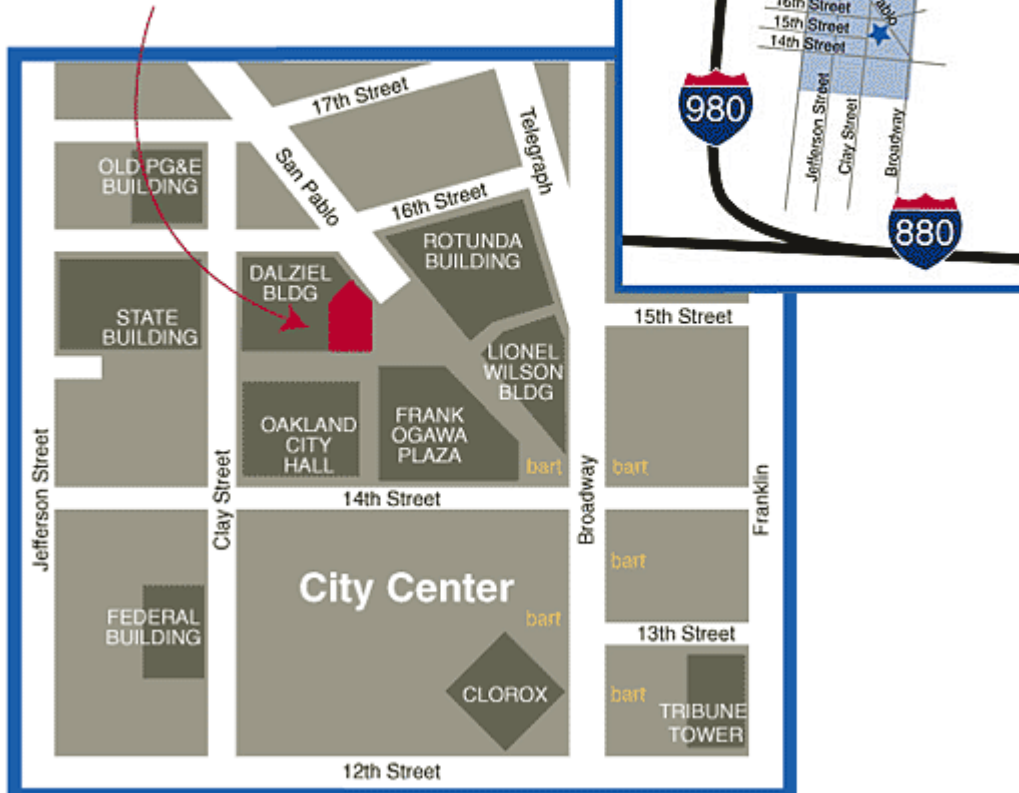 16th Street
15th Street
14th Street
980
Jefferson Street
Clay Street
Broadway
880
17th Street
Telegraph
San Pablo
16th Street
OLD PG&E
BUILDING
ROTUNDA
BUILDING
DALZIEL
BLDG
STATE
BUILDING
15th Street
LIONEL
WILSON
BLDG
OAKLAND
CITY
HALL
FRANK
OGAWA
PLAZA
bart
bart
Jefferson Street
Clay Street
14th Street
Broadway
Franklin
City Center
bart
bart
FEDERAL
BUILDING
13th Street
CLOROX
bart
TRIBUNE
TOWER
12th Street